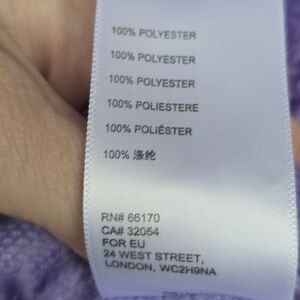 100% POLYESTER
100% POLYESTER
100% POLYESTER
100% POLIESTERE
100% POLIÉSTER
100% 涤纶
RN# 66170
CA# 32054
FOR EU
24 WEST STREET,
LONDON, WC2H9NA